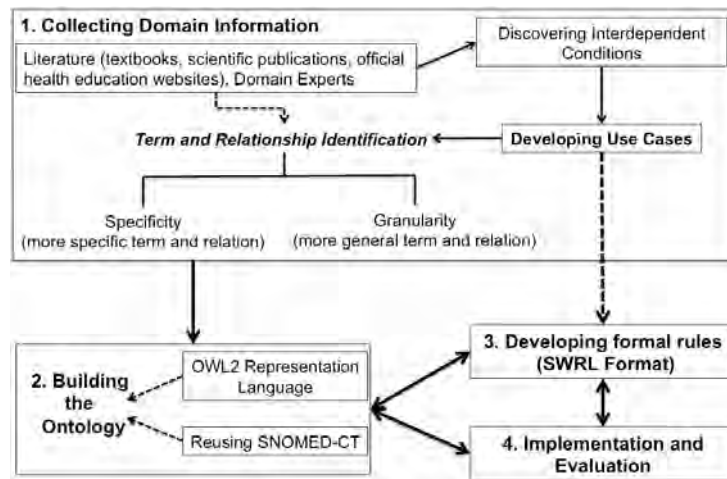 1. Collecting Domain Information
Literature (textbooks, scientific publications, official
health education websites), Domain Experts
Discovering Interdependent
Conditions
Term and Relationship Identification
Developing Use Cases
Specificity
(more specific term and relation)
Granularity
(more general term and relation)
2. Building
the
Ontology
OWL2 Representation
Language
Reusing SNOMED-CT
3. Developing formal rules
(SWRL Format)
4. Implementation and
Evaluation